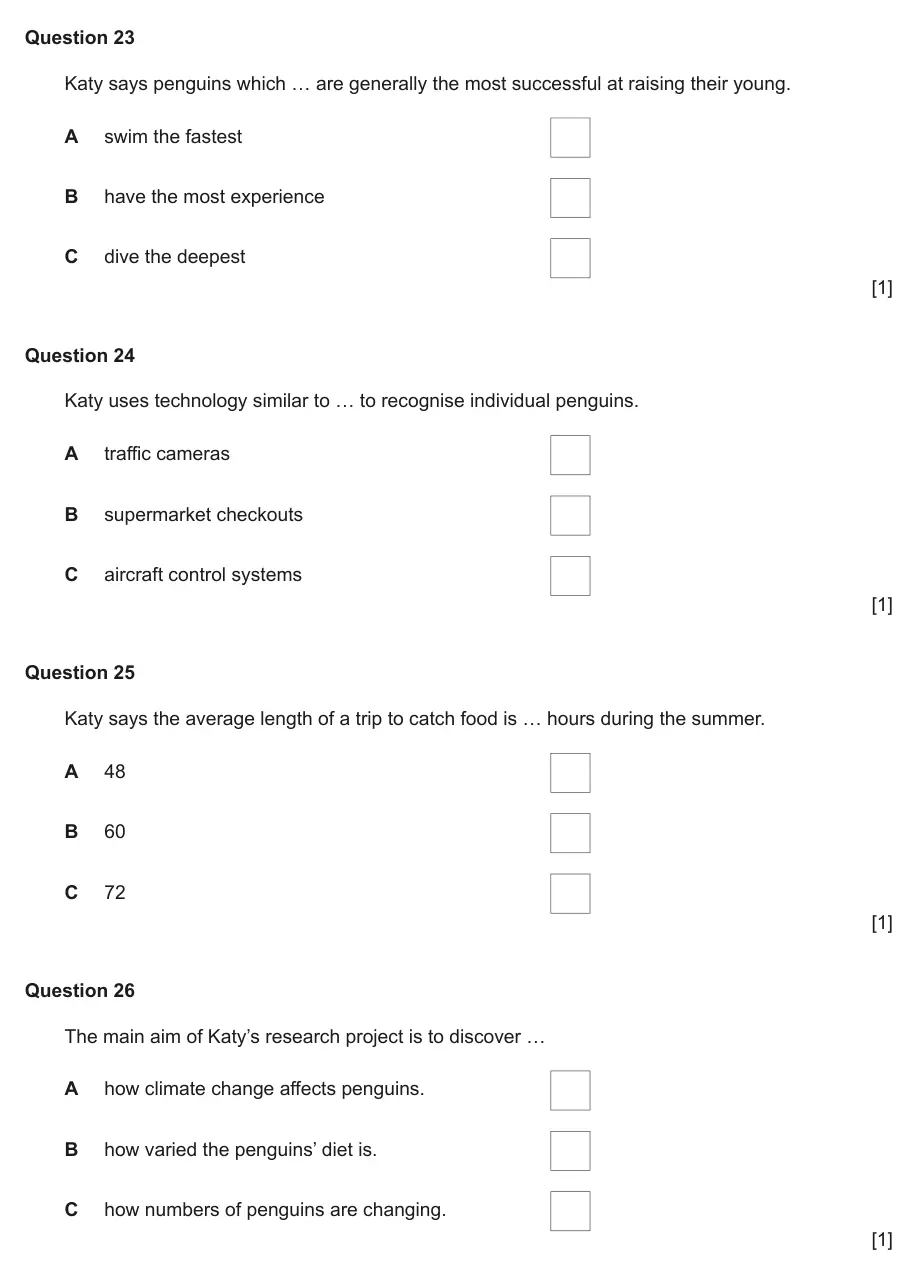 Question 23
Katy says penguins which … are generally the most successful at raising their young.
A swim the fastest
B have the most experience
C dive the deepest
[1]
Question 24
Katy uses technology similar to … to recognise individual penguins.
A traffic cameras
B supermarket checkouts
C aircraft control systems
[1]
Question 25
Katy says the average length of a trip to catch food is … hours during the summer.
A 48
B 60
C 72
[1]
Question 26
The main aim of Katy’s research project is to discover …
A how climate change affects penguins.
B how varied the penguins’ diet is.
C how numbers of penguins are changing.
[1]